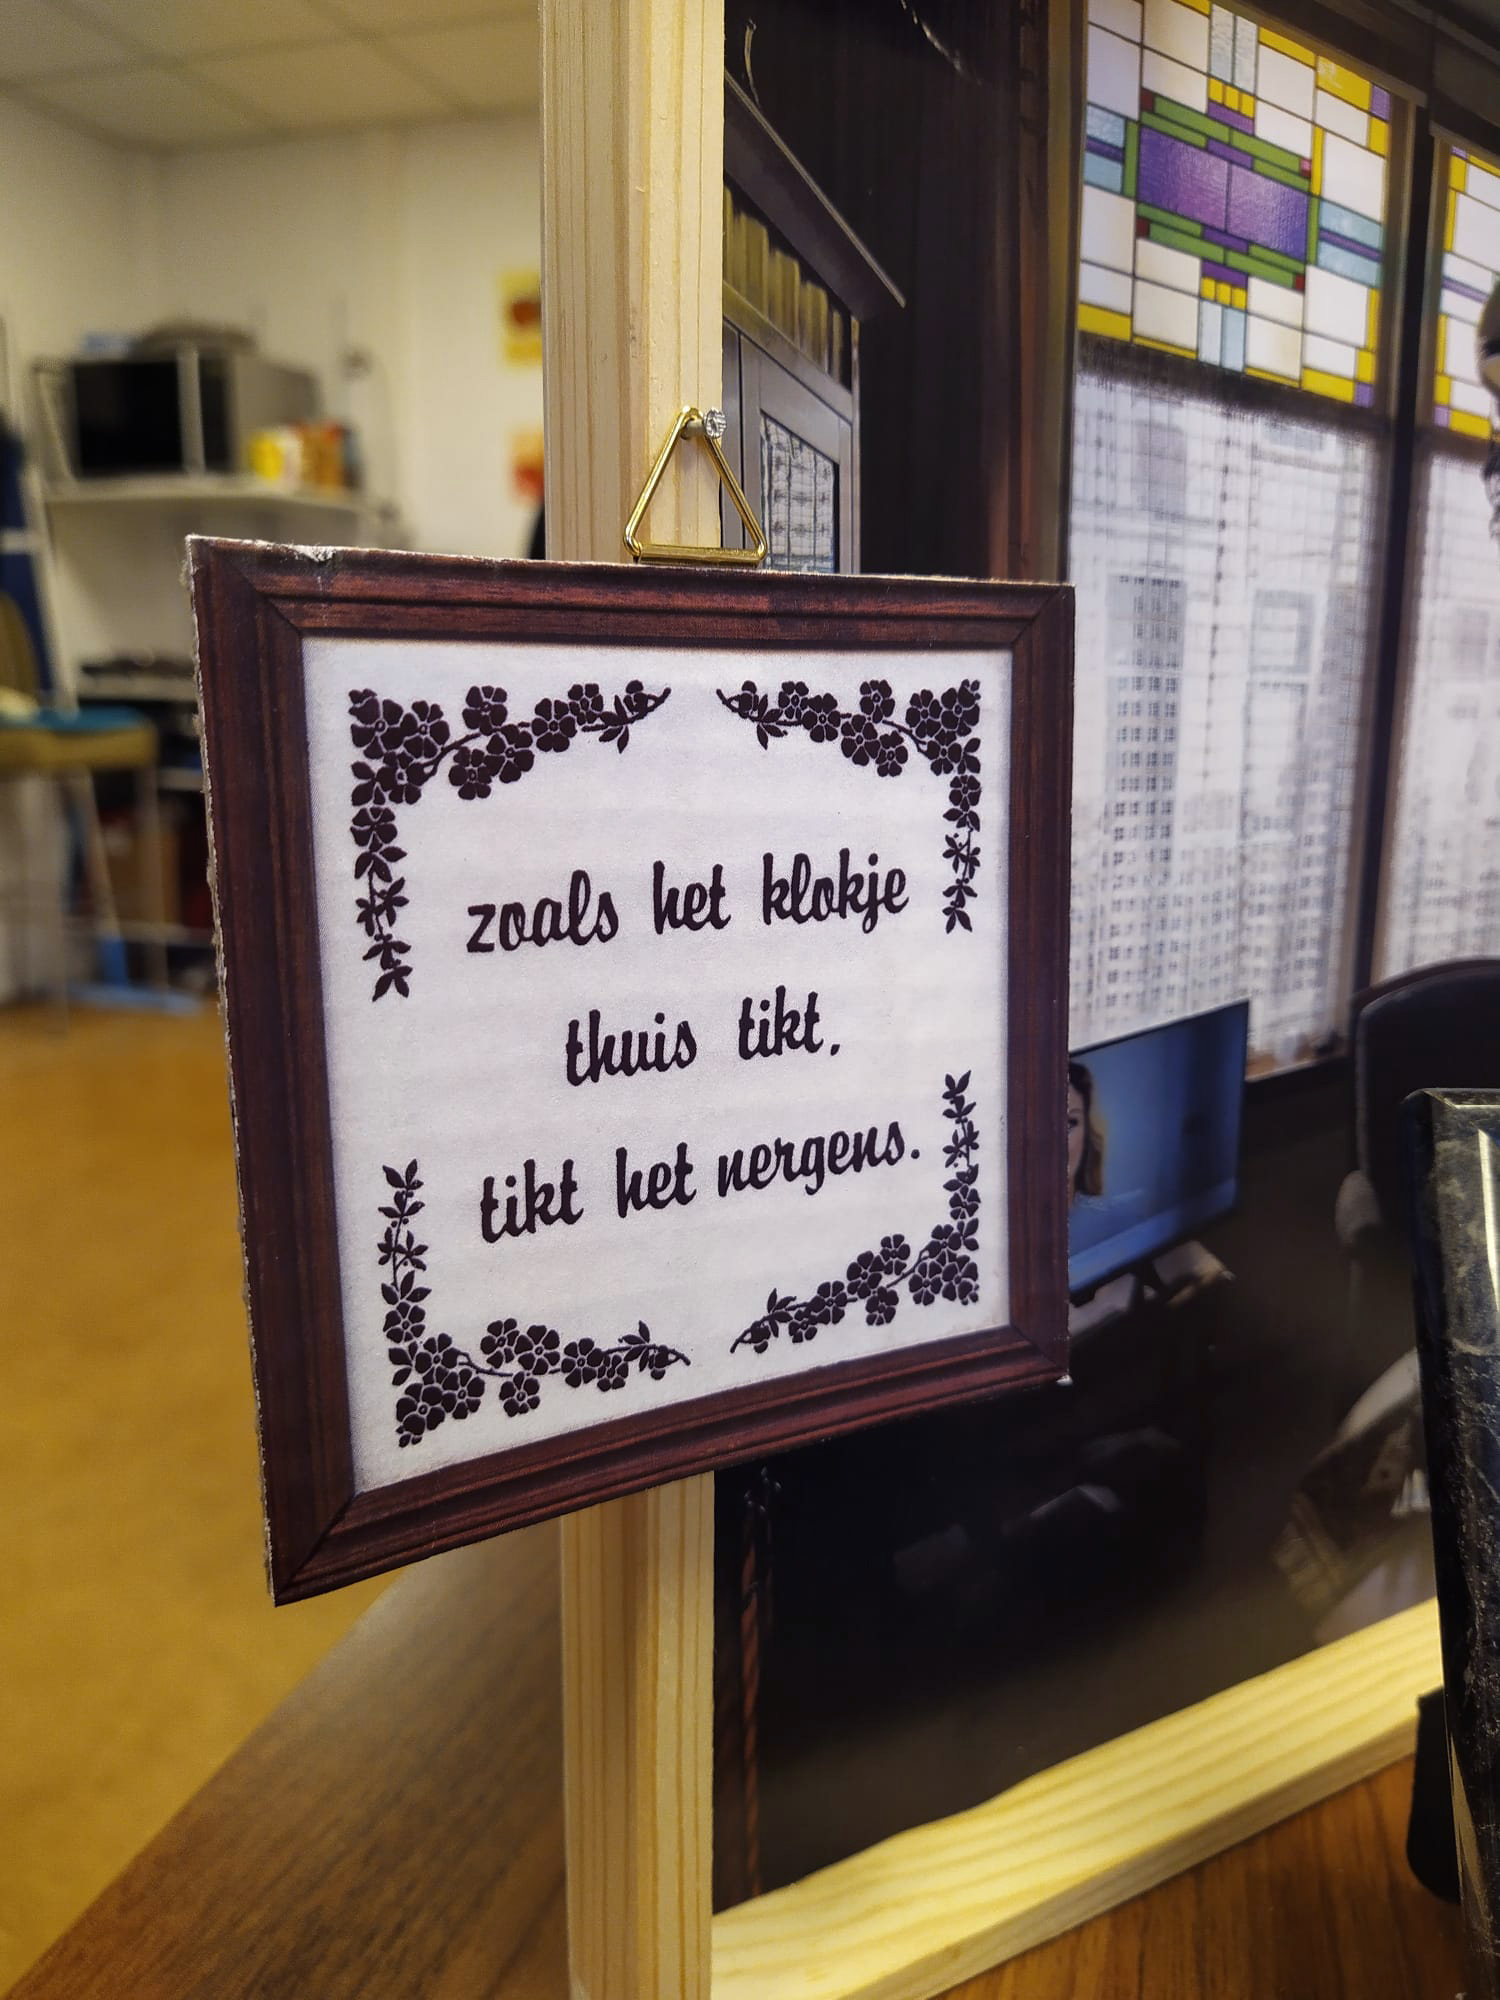 zoals het klokje
thuis tikt,
tikt het nergens.